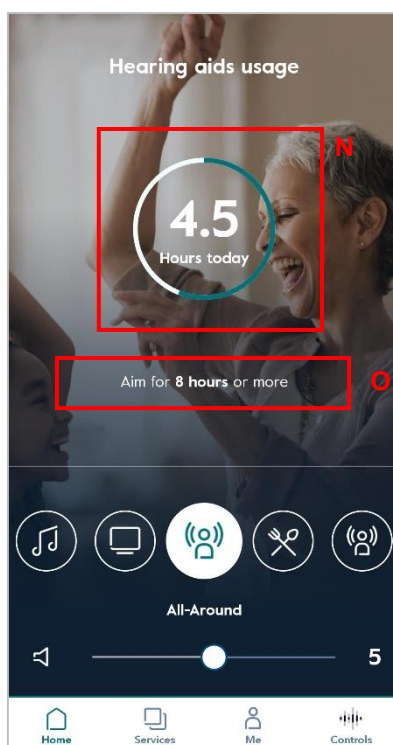 Hearing aids usage
N
4.5
Hours today
Aim for 8 hours or more
O
All-Around
5
Home Services Me Controls